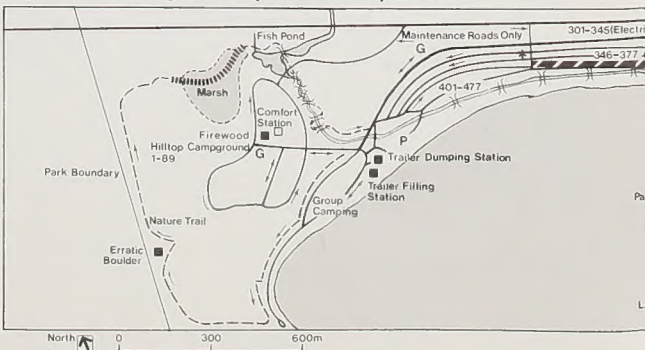 Fish Pond
Maintenance Roads Only
G
301-345(Electri
346-377
401-477
Marsh
Comfort
Station
Firewood
Hilltop Campground
1-89
G
P
Trailer Dumping Station
Trailer Filling
Station
Park Boundary
Group
Camping
Nature Trail
Erratic
Boulder
Pa
L
North
0
300
600m